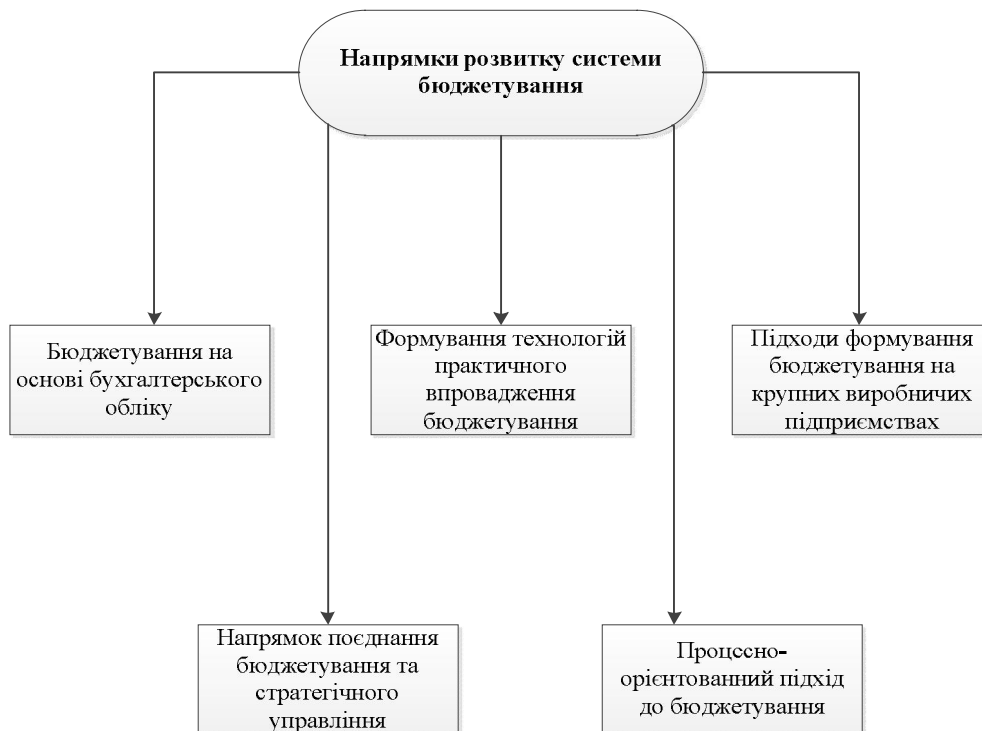 Напрямки розвитку системи
бюджетування
Бюджетування на
основі бухгалтерського
обліку
Формування технологій
практичного
впровадження
бюджетування
Підходи формування
бюджетування на
крупних виробничих
підприємствах
Напрямок поєднання
бюджетування та
стратегічного
управління
Процесно-
орієнтованний підхід
до бюджетування